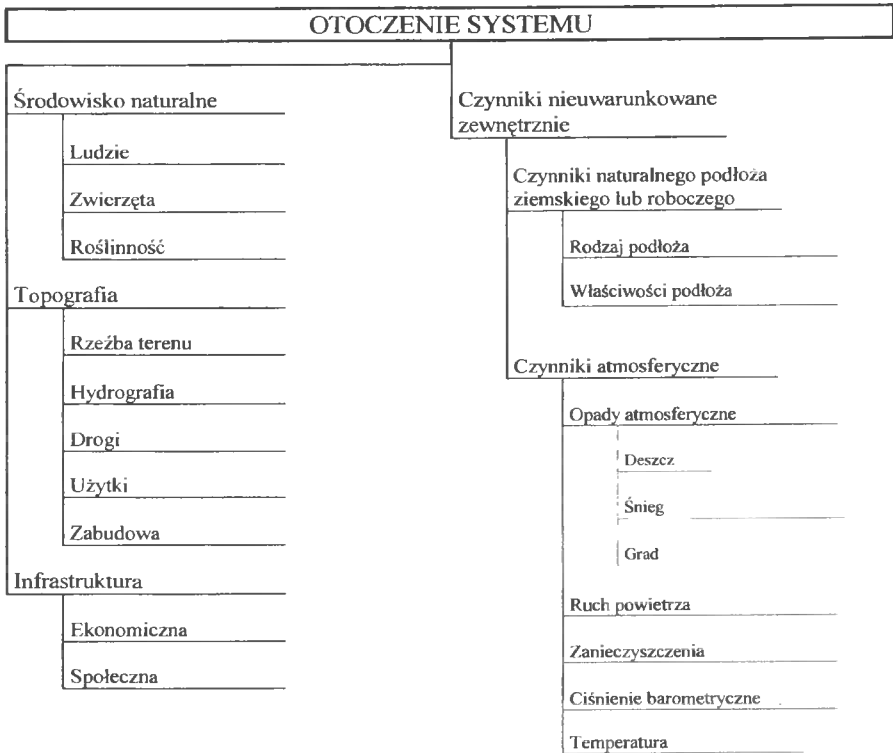 OTOCZENIE SYSTEMU
Środowisko naturalne
Ludzie
Zwierzęta
Roślinność
Topografia
Rzeźba terenu
Hydrografia
Drogi
Użytki
Zabudowa
Infrastruktura
Ekonomiczna
Społeczna
Czynniki nieuwarunkowane
zewnętrznie
Czynniki naturalnego podłoża
ziemskiego lub roboczego
Rodzaj podłoża
Właściwości podłoża
Czynniki atmosferyczne
Opady atmosferyczne
Deszcz
Śnieg
Grad
Ruch powietrza
Zanieczyszczenia
Ciśnienie barometryczne
Temperatura